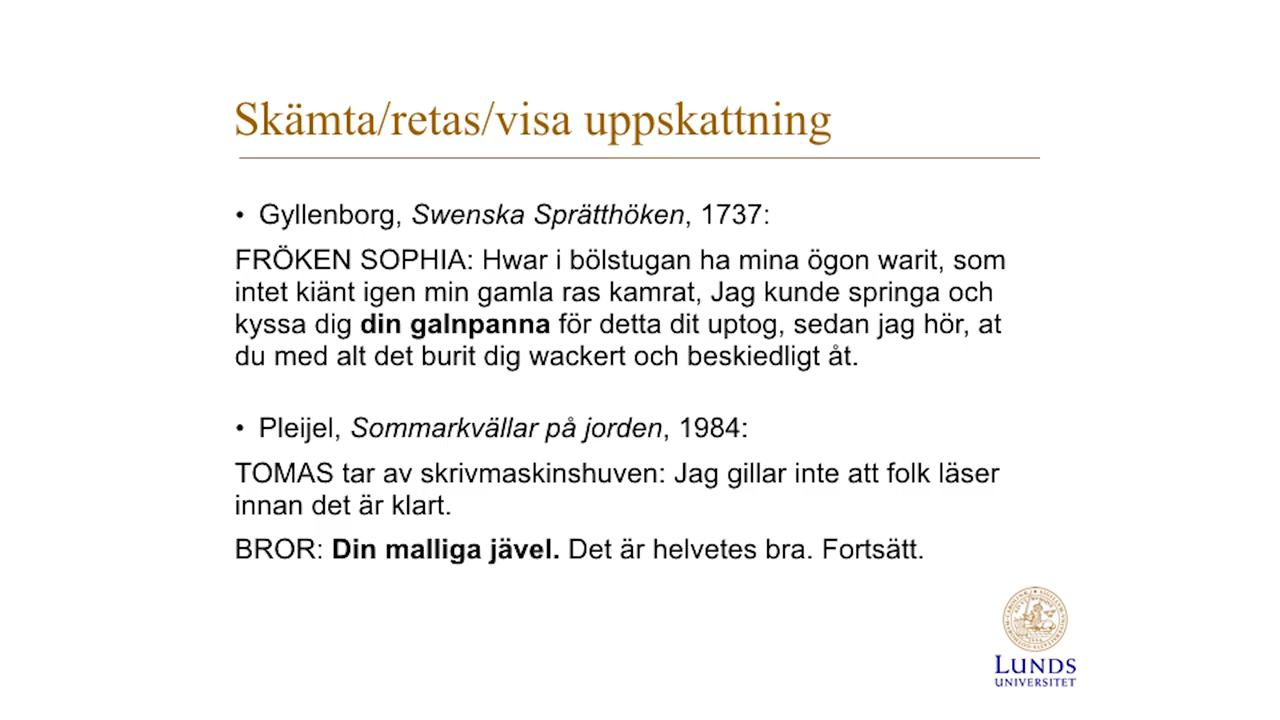 Skämta/retas/visa uppskattning
• Gyllenborg, Swenska Sprätthöken, 1737:
FRÖKEN SOPHIA: Hwar i bölstugan ha mina ögon warit, som
intet kiänt igen min gamla ras kamrat, Jag kunde springa och
kyssa dig din galnpanna för detta dit uptog, sedan jag hör, at
du med alt det burit dig wackert och beskiedligt åt.
• Pleijel, Sommarkvällar på jorden, 1984:
TOMAS tar av skrivmaskinshuven: Jag gillar inte att folk läser
innan det är klart.
BROR: Din malliga jävel. Det är helvetes bra. Fortsätt.
LUNDS
UNIVERSITET